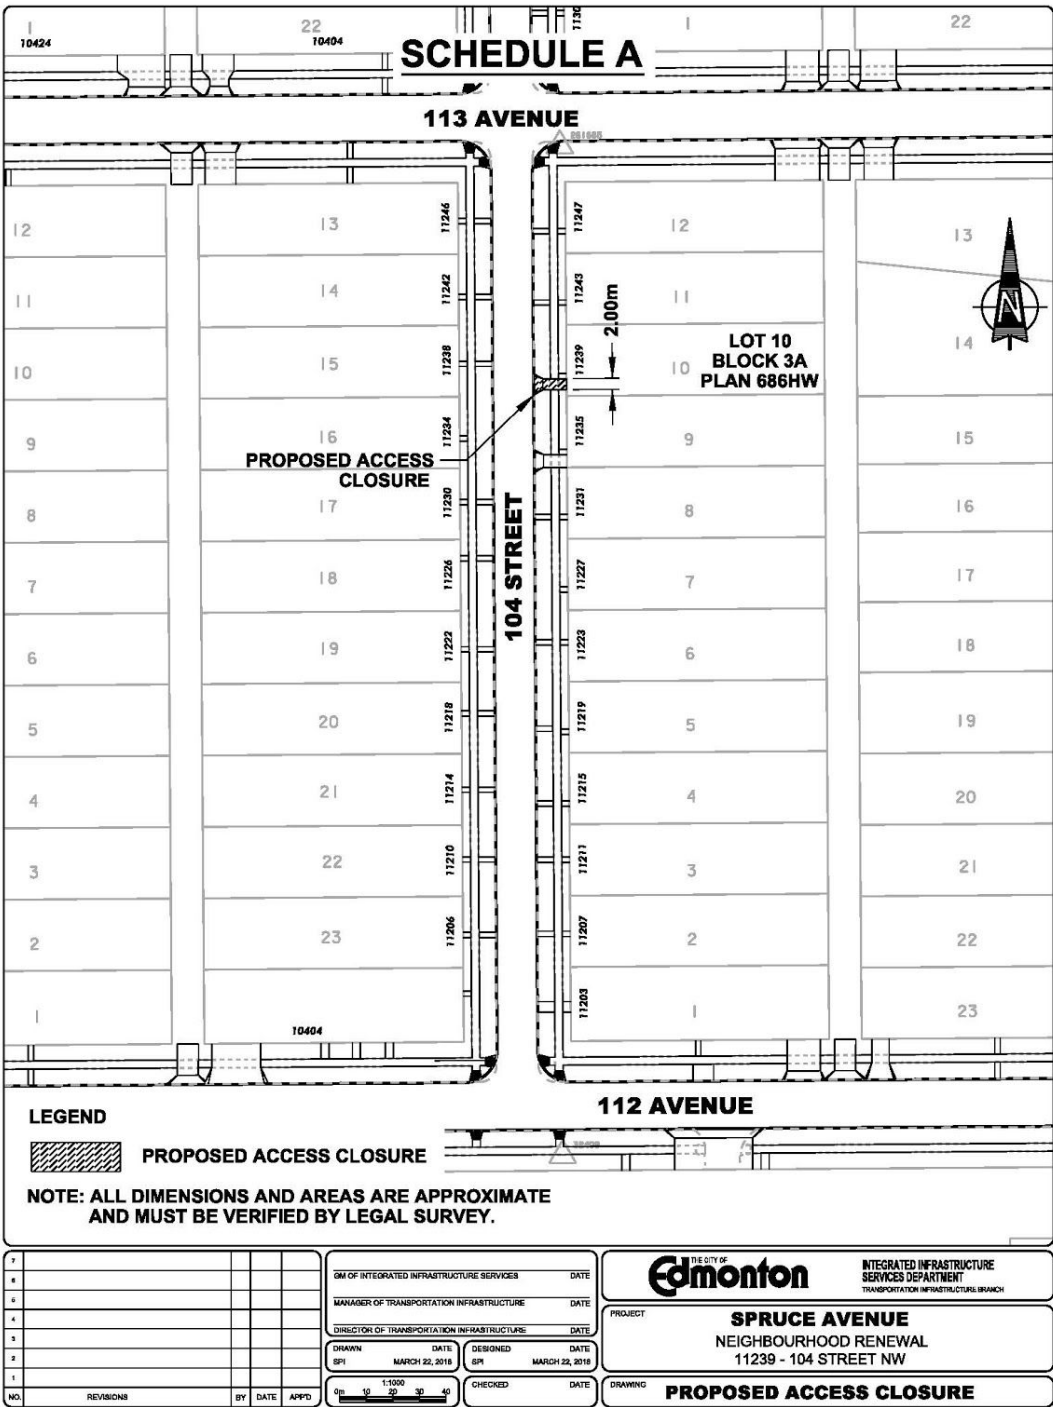 1
22
1
22
10424
10404
1130
SCHEDULE A
113 AVENUE
12
13
11246
11247
12
13
11
14
11242
11243
11
2.00m
N
10
15
11238
11239
10
LOT 10
BLOCK 3A
PLAN 686HW
14
9
16
11234
11235
9
15
PROPOSED ACCESS
CLOSURE
8
17
11230
11231
8
16
104 STREET
7
18
11226
11227
7
17
6
19
11222
11223
6
18
5
20
11218
11219
5
19
4
21
11214
11215
4
20
3
22
11210
11211
3
21
2
23
11206
11207
2
22
1
10404
11203
1
23
112 AVENUE
LEGEND
PROPOSED ACCESS CLOSURE
NOTE: ALL DIMENSIONS AND AREAS ARE APPROXIMATE
AND MUST BE VERIFIED BY LEGAL SURVEY.
7
6
5
4
3
2
1
NO. REVISIONS BY DATE APP'D
GM OF INTEGRATED INFRASTRUCTURE SERVICES DATE
MANAGER OF TRANSPORTATION INFRASTRUCTURE DATE
DIRECTOR OF TRANSPORTATION INFRASTRUCTURE DATE
DRAWN DATE
SPI MARCH 22, 2018
DESIGNED DATE
SPI MARCH 22, 2018
1:1000
0m 10 20 30 40
CHECKED DATE
THE CITY OF
Edmonton
INTEGRATED INFRASTRUCTURE
SERVICES DEPARTMENT
TRANSPORTATION INFRASTRUCTURE BRANCH
PROJECT
SPRUCE AVENUE
NEIGHBOURHOOD RENEWAL
11239 - 104 STREET NW
DRAWING
PROPOSED ACCESS CLOSURE